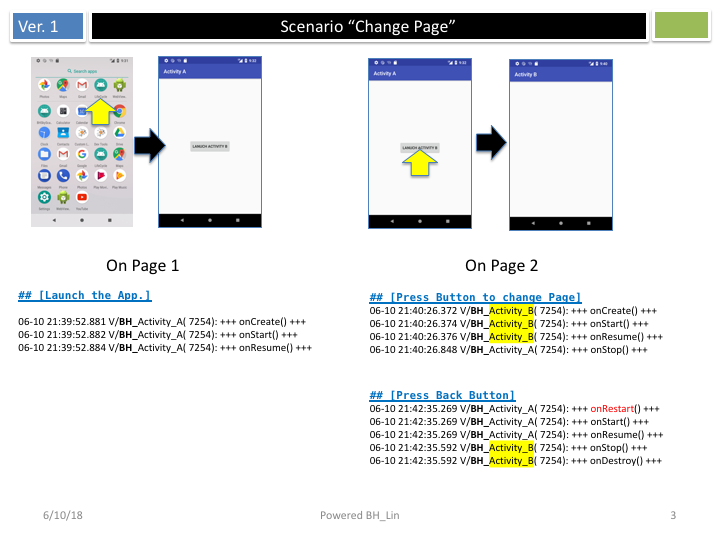 Ver. 1
Scenario “Change Page”
Search apps
Activity A
LAUNCH ACTIVITY B
Activity A
LAUNCH ACTIVITY B
Activity B
On Page 1
## [Launch the App.]
06-10 21:39:52.881 V/BH_Activity_A( 7254): +++ onCreate() +++
06-10 21:39:52.882 V/BH_Activity_A( 7254): +++ onStart() +++
06-10 21:39:52.884 V/BH_Activity_A( 7254): +++ onResume() +++
On Page 2
## [Press Button to change Page]
06-10 21:40:26.372 V/BH_Activity_B( 7254): +++ onCreate() +++
06-10 21:40:26.374 V/BH_Activity_B( 7254): +++ onStart() +++
06-10 21:40:26.376 V/BH_Activity_B( 7254): +++ onResume() +++
06-10 21:40:26.848 V/BH_Activity_A( 7254): +++ onStop() +++
## [Press Back Button]
06-10 21:42:35.269 V/BH_Activity_A( 7254): +++ onRestart() +++
06-10 21:42:35.269 V/BH_Activity_A( 7254): +++ onStart() +++
06-10 21:42:35.269 V/BH_Activity_A( 7254): +++ onResume() +++
06-10 21:42:35.592 V/BH_Activity_B( 7254): +++ onStop() +++
06-10 21:42:35.592 V/BH_Activity_B( 7254): +++ onDestroy() +++
6/10/18
Powered BH_Lin
3